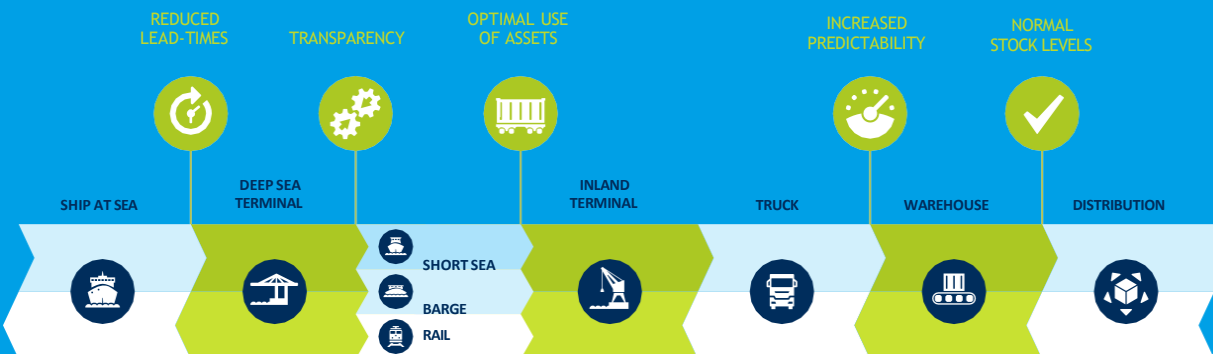 REDUCED
LEAD-TIMES
TRANSPARENCY
OPTIMAL USE
OF ASSETS
INCREASED
PREDICTABILITY
NORMAL
STOCK LEVELS
SHIP AT SEA
DEEP SEA
TERMINAL
INLAND
TERMINAL
TRUCK
WAREHOUSE
DISTRIBUTION
SHORT SEA
BARGE
RAIL